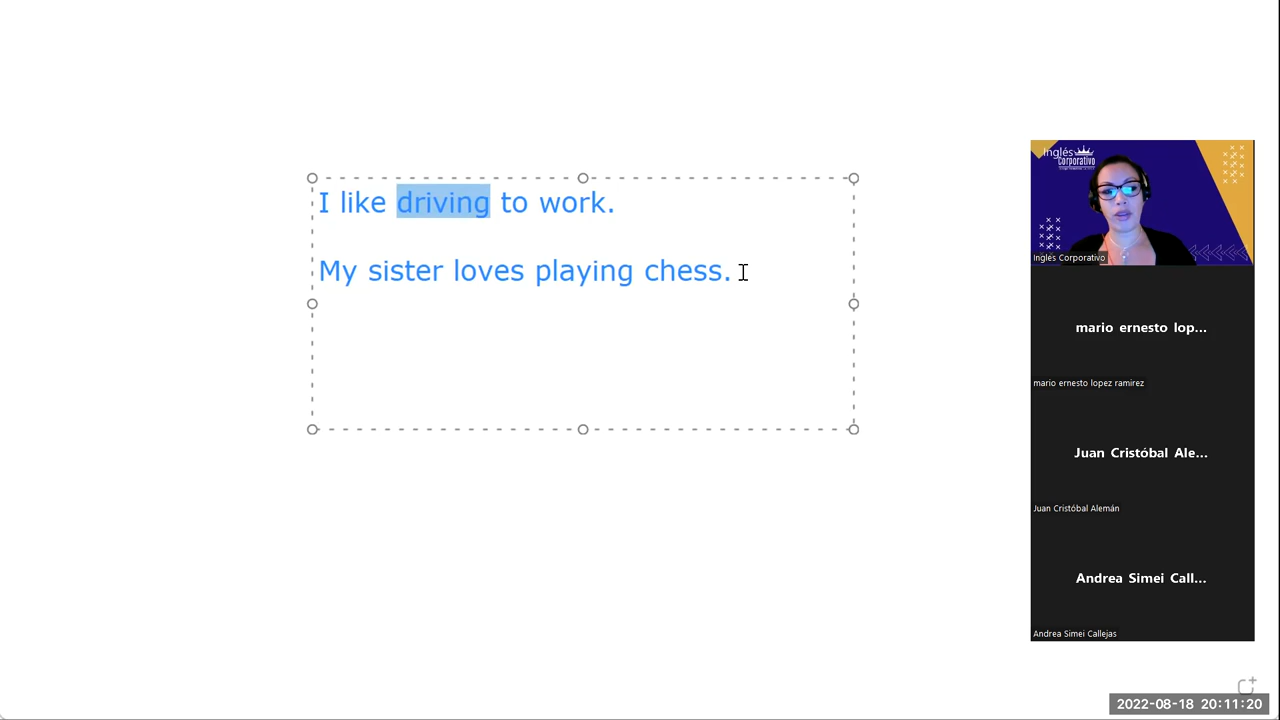 I like driving to work.
My sister loves playing chess.
Inglés
Corporativo
Inglés Corporativo
mario ernesto lop...
mario ernesto lopez ramirez
Juan Cristóbal Ale...
Juan Cristóbal Alemán
Andrea Simei Call...
Andrea Simei Callejas
2022-08-18 20:11:20